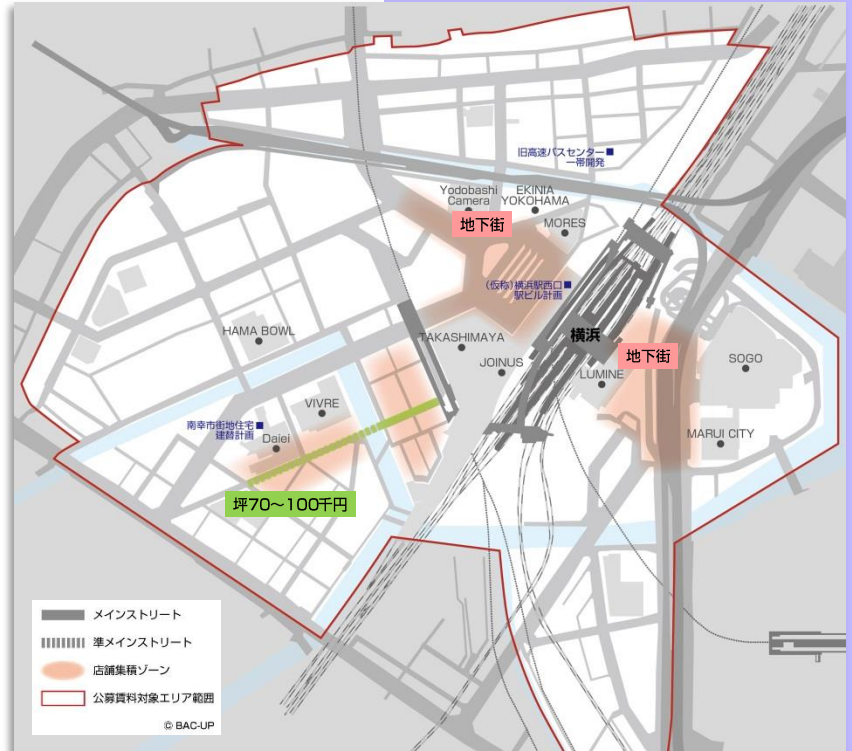 旧高速バスセンター
一帯開発
Yodobashi
Camera
EKINIA
YOKOHAMA
地下街
MORES
(仮称)横浜駅西口
駅ビル計画
HAMA BOWL
TAKASHIMAYA
横浜
地下街
JOINUS
LUMINE
SOGO
VIVRE
南幸市街地住宅
建替計画
Daiei
MARUI CITY
坪70〜100千円
メインストリート
準メインストリート
店舗集積ゾーン
公募賃料対象エリア範囲
© BAC-UP